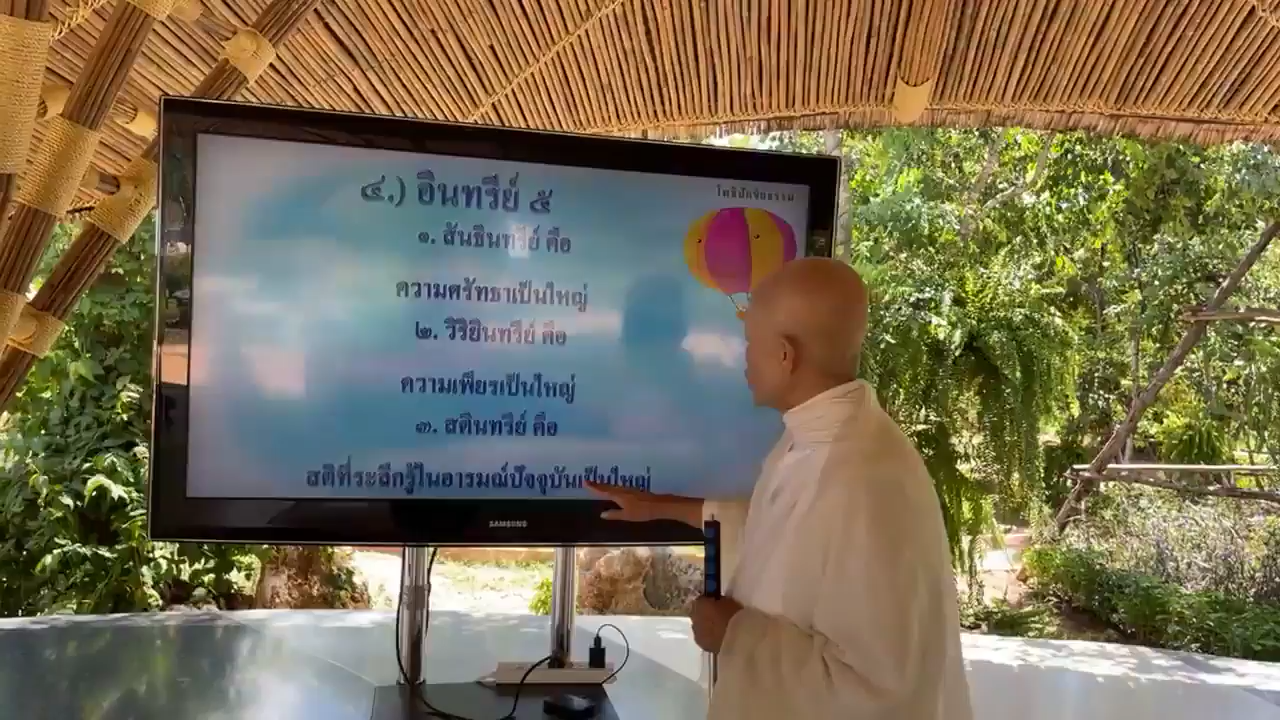 โพธิปักขิยธรรม
๔.) อินทรีย์ ๕
๑. สันธินทรีย์ คือ
ความศรัทธาเป็นใหญ่
๒. วิริยินทรีย์ คือ
ความเพียรเป็นใหญ่
๓. สตินทรีย์ คือ
สติที่ระลึกรู้ในอารมณ์ปัจจุบันเป็นใหญ่
SAMSUNG